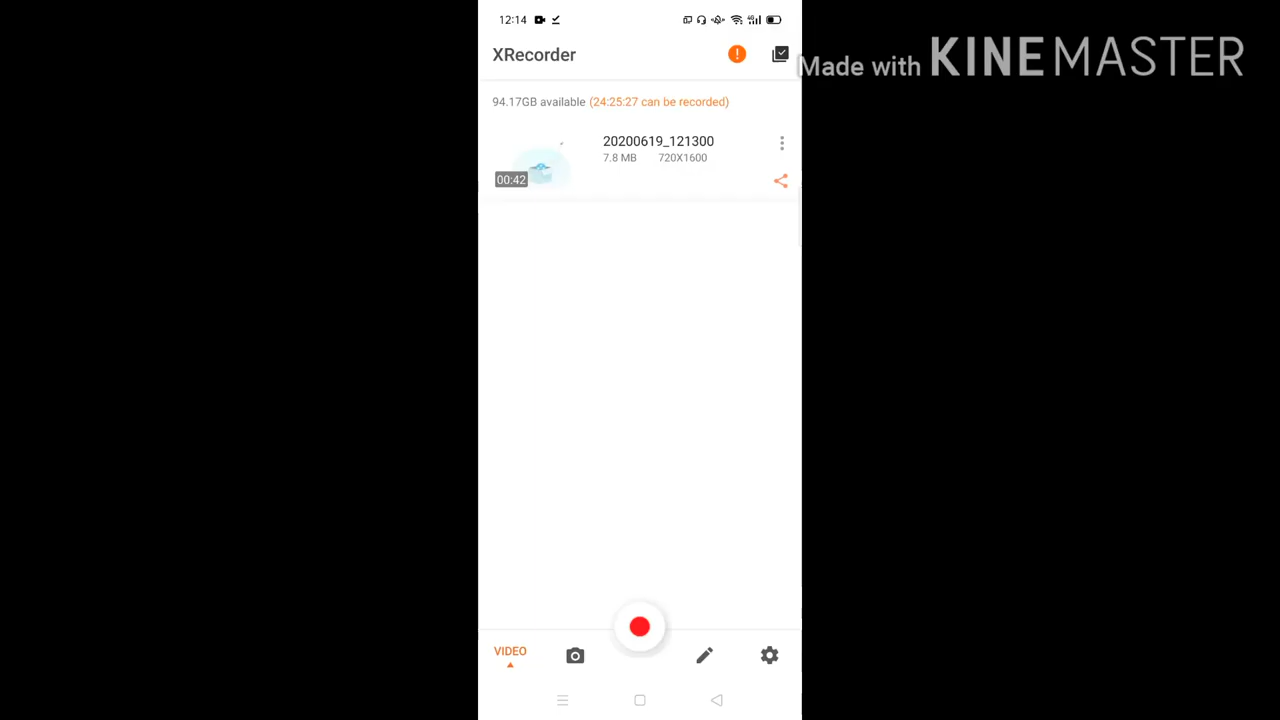 12:14
XRecorder
Made with KINEMASTER
94.17GB available (24:25:27 can be recorded)
20200619_121300
7.8 MB 720X1600
00:42
VIDEO